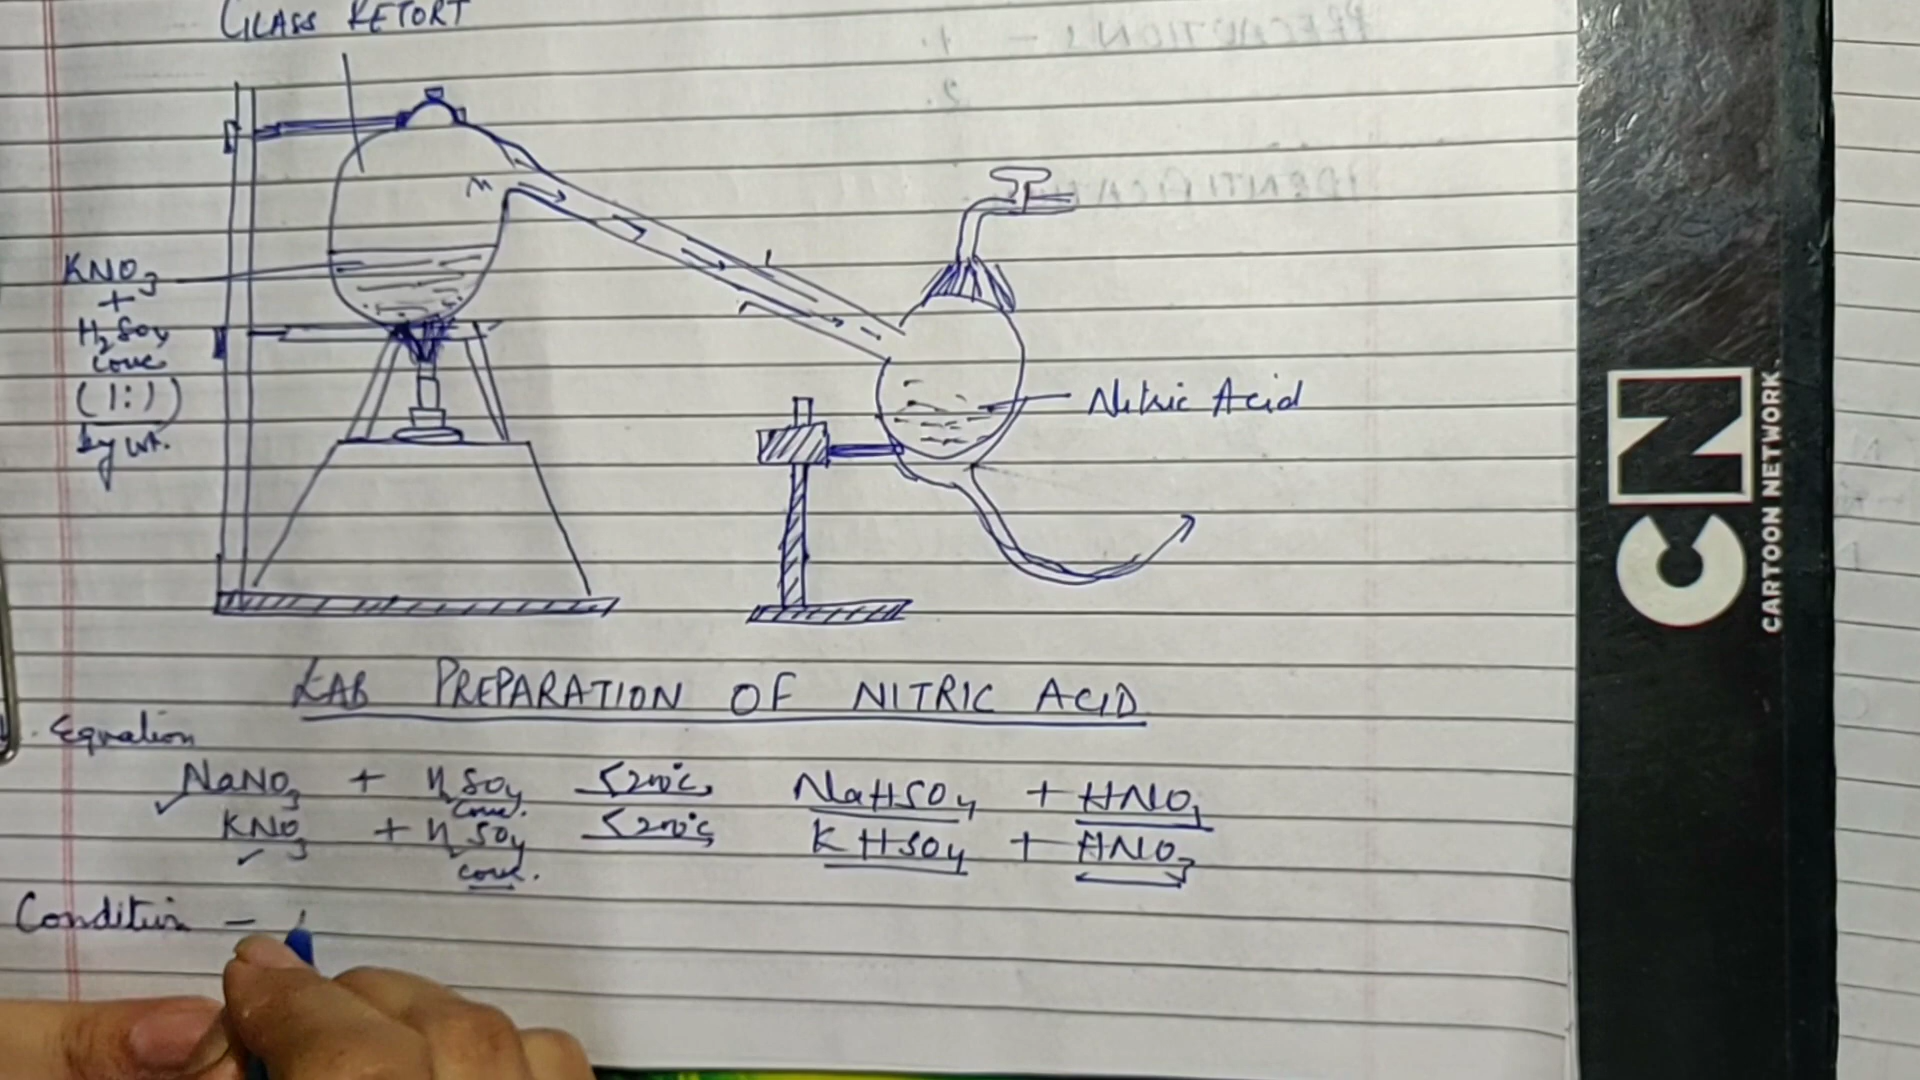 GLASS RETORT
KNO3
+
H2SO4
conc
(1:1)
by wt.
Nitric Acid
LAB PREPARATION OF NITRIC ACID
Equation
NaNO3 + H2SO4 conc. <200°C NaHSO4 + HNO3
KNO3 + H2SO4 conc. <200°C KHSO4 + HNO3
Condition -
CN
CARTOON NETWORK